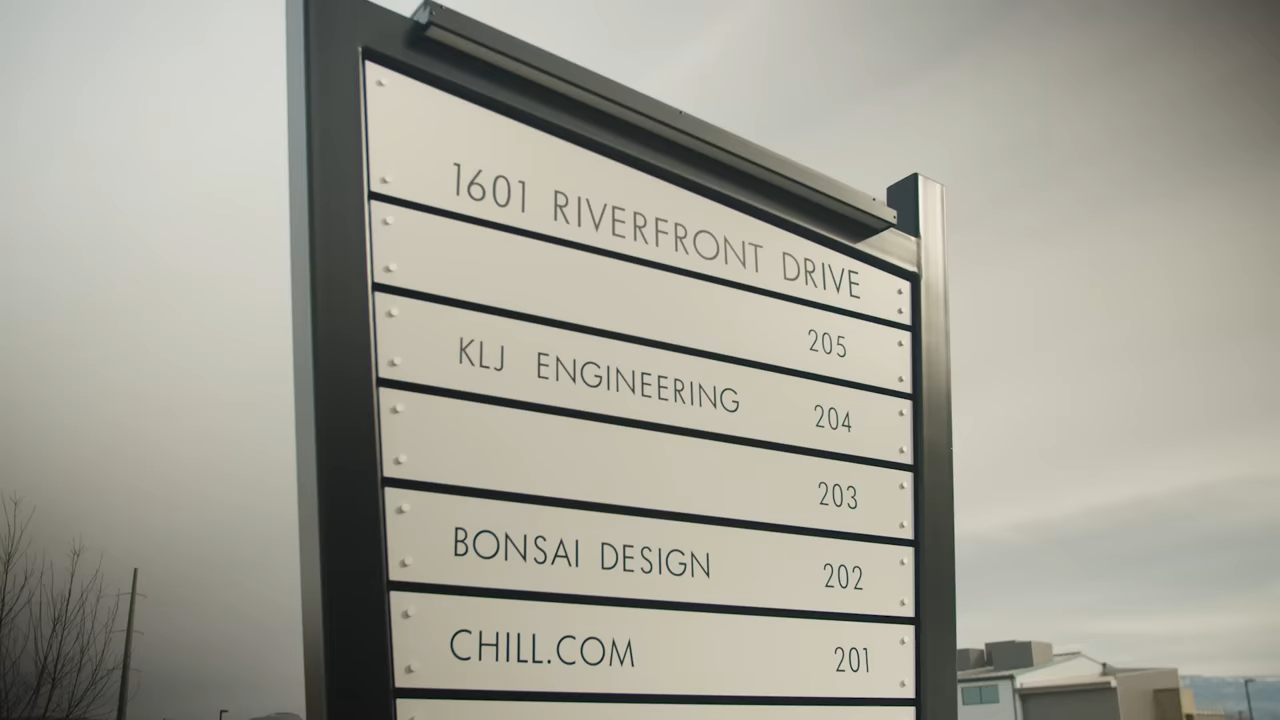 1601 RIVERFRONT DRIVE
205
KLJ ENGINEERING 204
203
BONSAI DESIGN 202
CHILL.COM 201